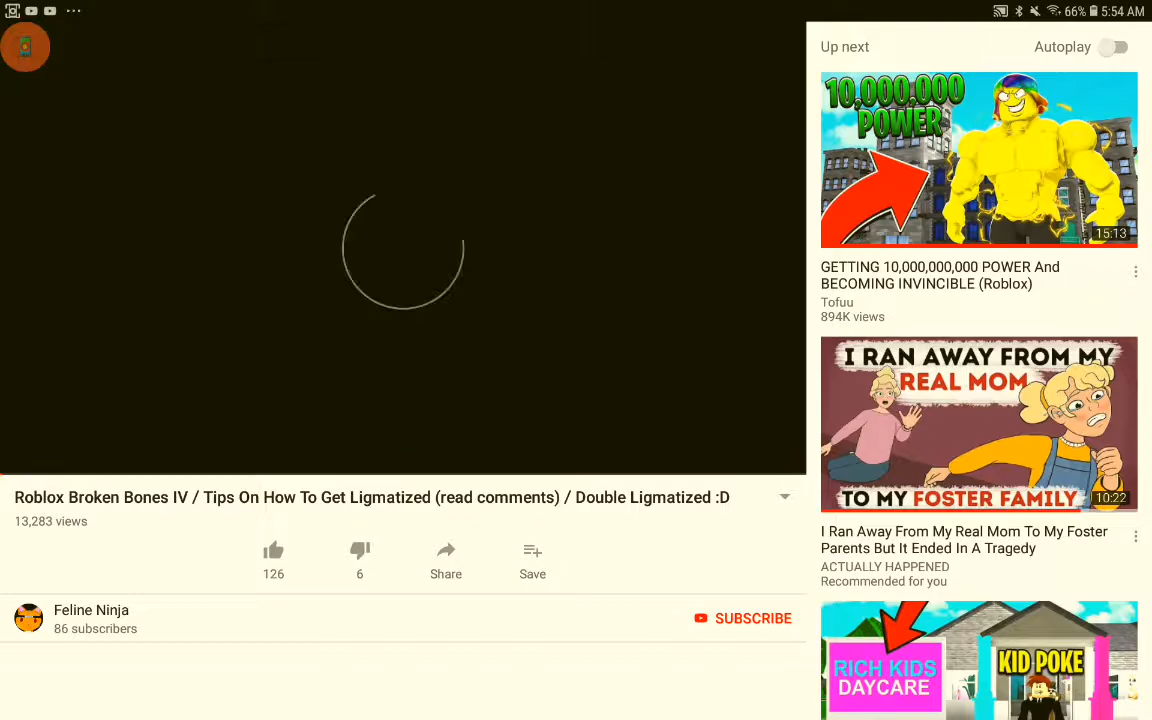 66% 5:54 AM
Up next
Autoplay
10,000,000
POWER
15:13
GETTING 10,000,000,000 POWER And
BECOMING INVINCIBLE (Roblox)
Tofuu
894K views
I RAN AWAY FROM MY
REAL MOM
TO MY FOSTER FAMILY
10:22
I Ran Away From My Real Mom To My Foster
Parents But It Ended In A Tragedy
ACTUALLY HAPPENED
Recommended for you
RICH KIDS
DAYCARE
KID POKE
Roblox Broken Bones IV / Tips On How To Get Ligmatized (read comments) / Double Ligmatized :D
13,283 views
126
6
Share
Save
Feline Ninja
86 subscribers
SUBSCRIBE